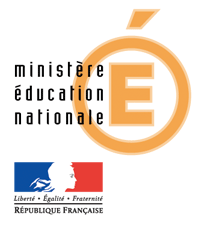 ministère
éducation
nationale
É
Liberté • Égalité • Fraternité
RÉPUBLIQUE FRANÇAISE